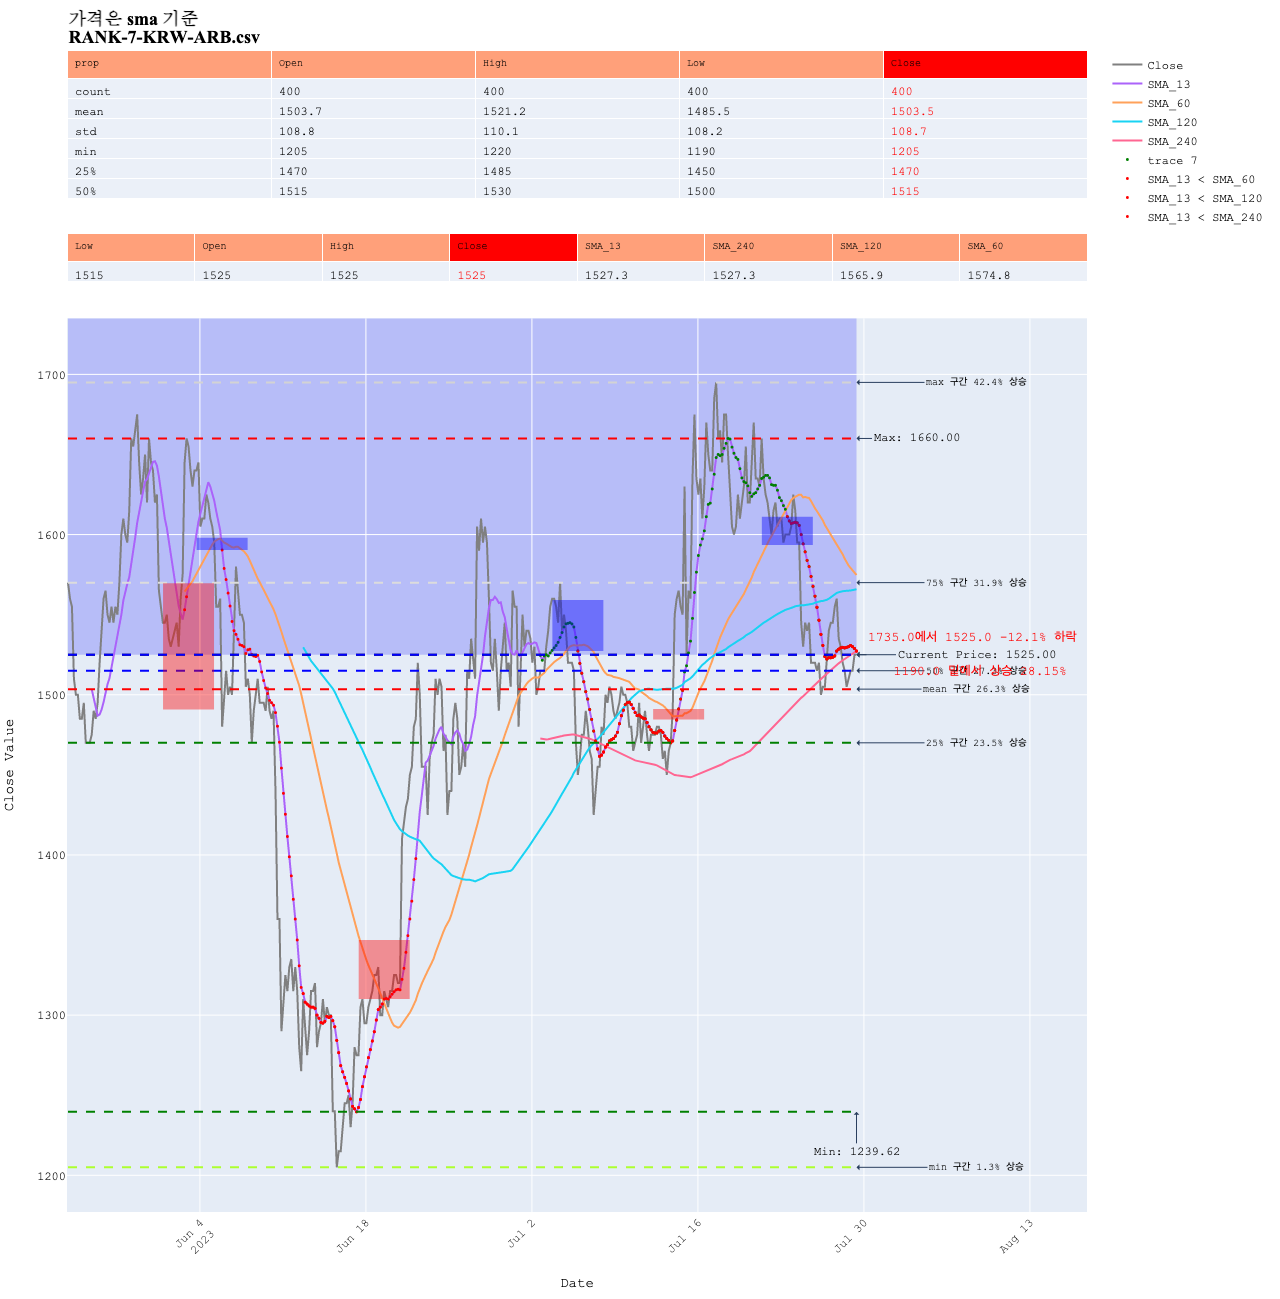 가격은 sma 기준
RANK-7-KRW-ARB.csv
prop Open High Low Close
count 400 400 400 400
mean 1503.7 1521.2 1485.5 1503.5
std 108.8 110.1 108.2 108.7
min 1205 1220 1190 1205
25% 1470 1485 1450 1470
50% 1515 1530 1500 1515
Low Open High Close SMA_13 SMA_240 SMA_120 SMA_60
1515 1525 1525 1525 1527.3 1527.3 1565.9 1574.8
Close
SMA_13
SMA_60
SMA_120
SMA_240
trace 7
SMA_13 < SMA_60
SMA_13 < SMA_120
SMA_13 < SMA_240
1700
1600
1500
1400
1300
1200
Close Value
max 구간 42.4% 상승
Max: 1660.00
75% 구간 31.9% 상승
1735.0에서 1525.0 -12.1% 하락
Current Price: 1525.00
상승
mean 구간 26.3% 상승
25% 구간 23.5% 상승
Min: 1239.62
min 구간 1.3% 상승
Jun 4
2023
Jun 18
Jul 2
Jul 16
Jul 30
Aug 13
Date